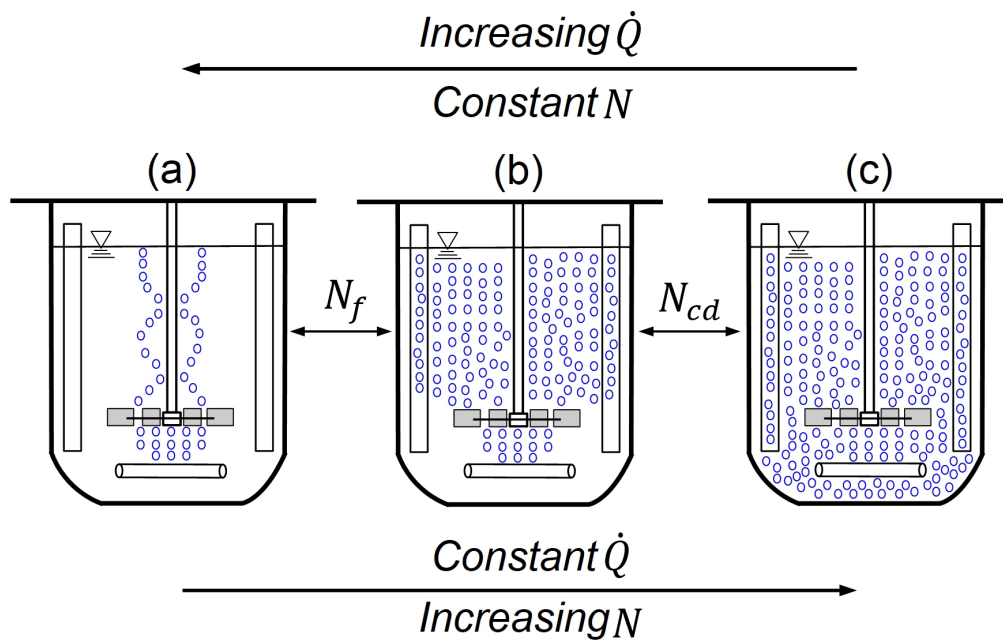 Increasing Q̇
Constant N
(a) (b) (c)
N_f N_cd
Constant Q̇
Increasing N